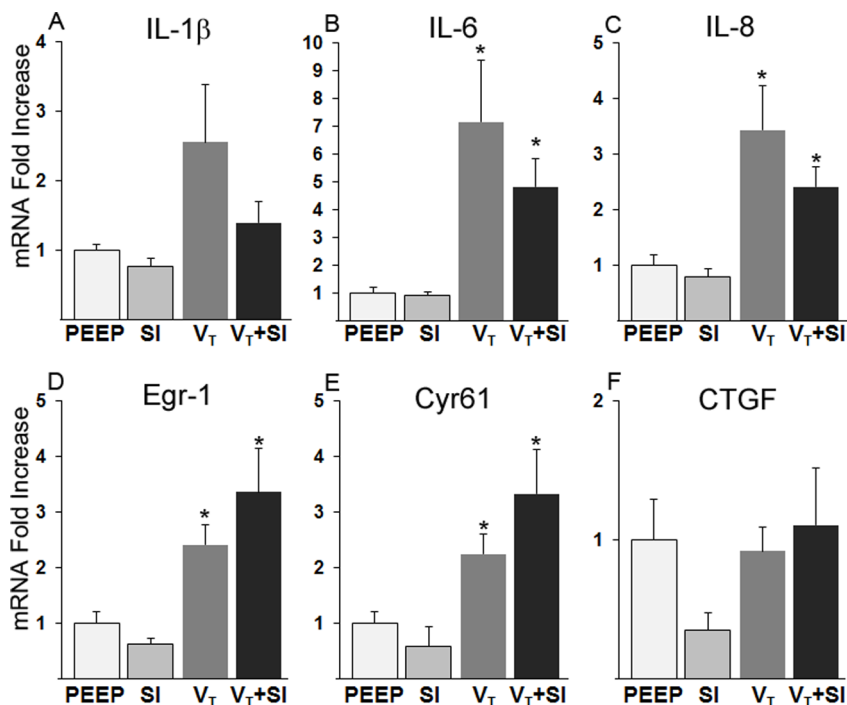 A IL-1β
mRNA Fold Increase
4
3
2
1
PEEP SI VT VT+SI
B IL-6
10
9
8
7
6
5
4
3
2
1
* *
PEEP SI VT VT+SI
C IL-8
5
4
3
2
1
* *
PEEP SI VT VT+SI
D Egr-1
mRNA Fold Increase
5
4
3
2
1
* *
PEEP SI VT VT+SI
E Cyr61
5
4
3
2
1
* *
PEEP SI VT VT+SI
F CTGF
2
1
PEEP SI VT VT+SI